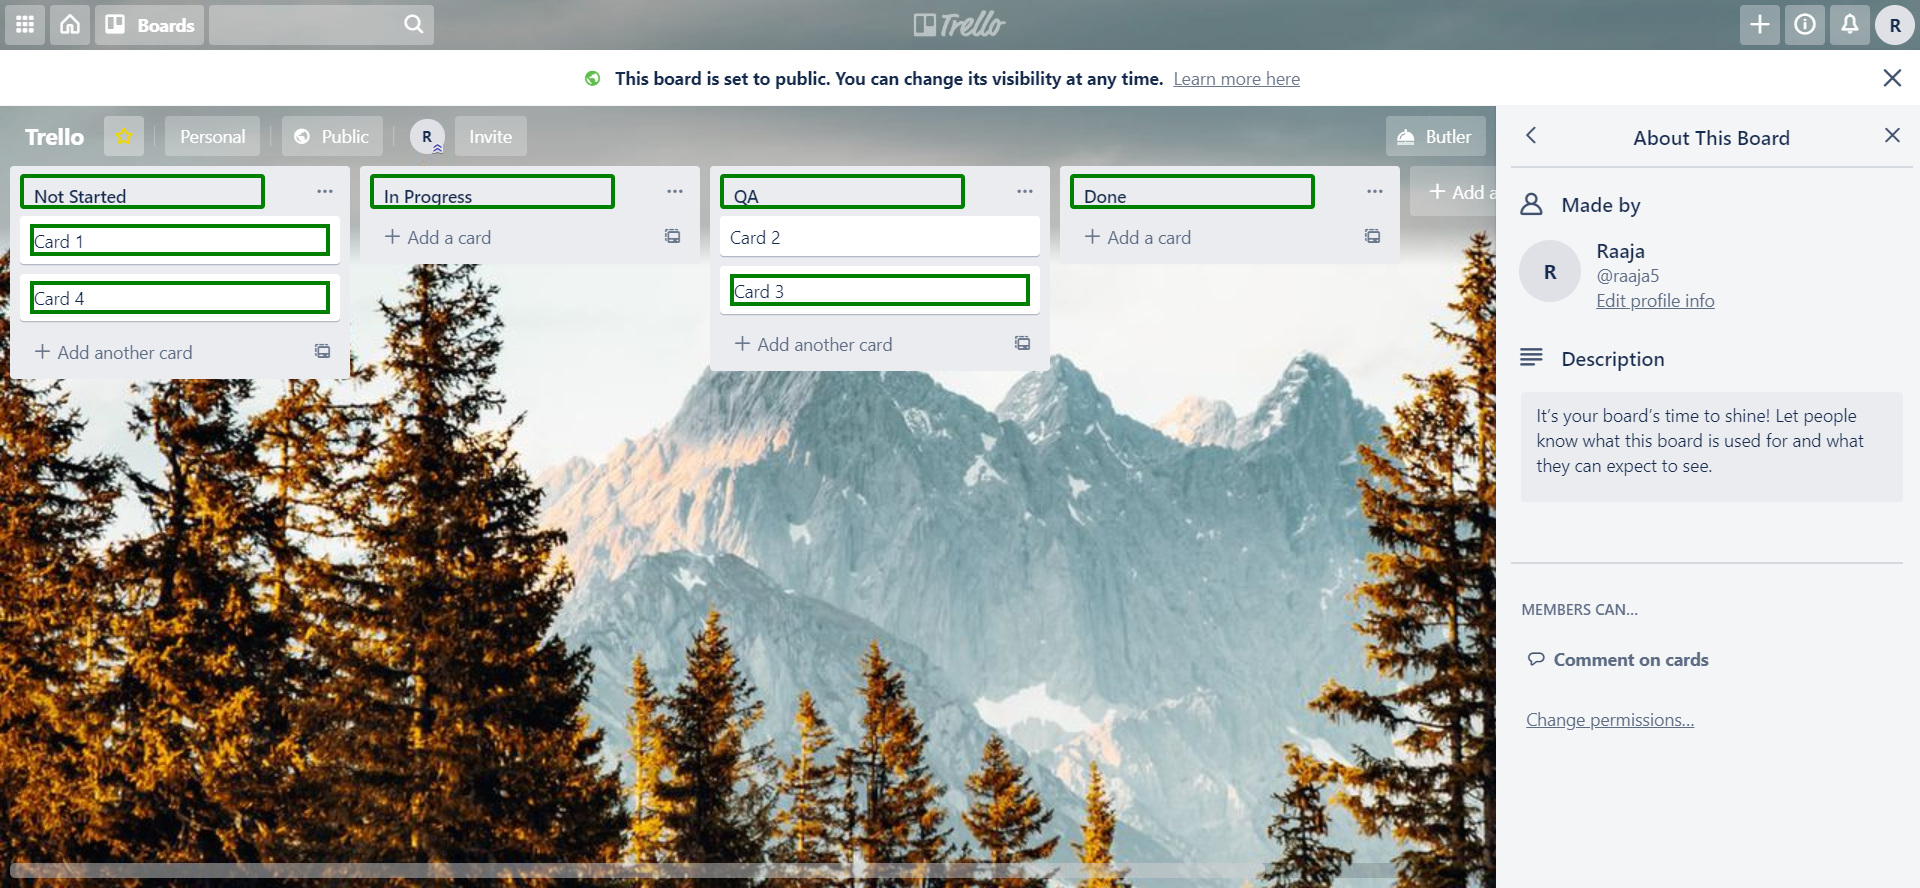 Boards
Trello
R
This board is set to public. You can change its visibility at any time. Learn more here
Trello
Personal
Public
R
Invite
Butler
Not Started
Card 1
Card 4
Add another card
In Progress
Add a card
QA
Card 2
Card 3
Add another card
Done
Add a card
Add a
About This Board
Made by
R
Raaja
@raaja5
Edit profile info
Description
It's your board's time to shine! Let people
know what this board is used for and what
they can expect to see.
MEMBERS CAN...
Comment on cards
Change permissions...